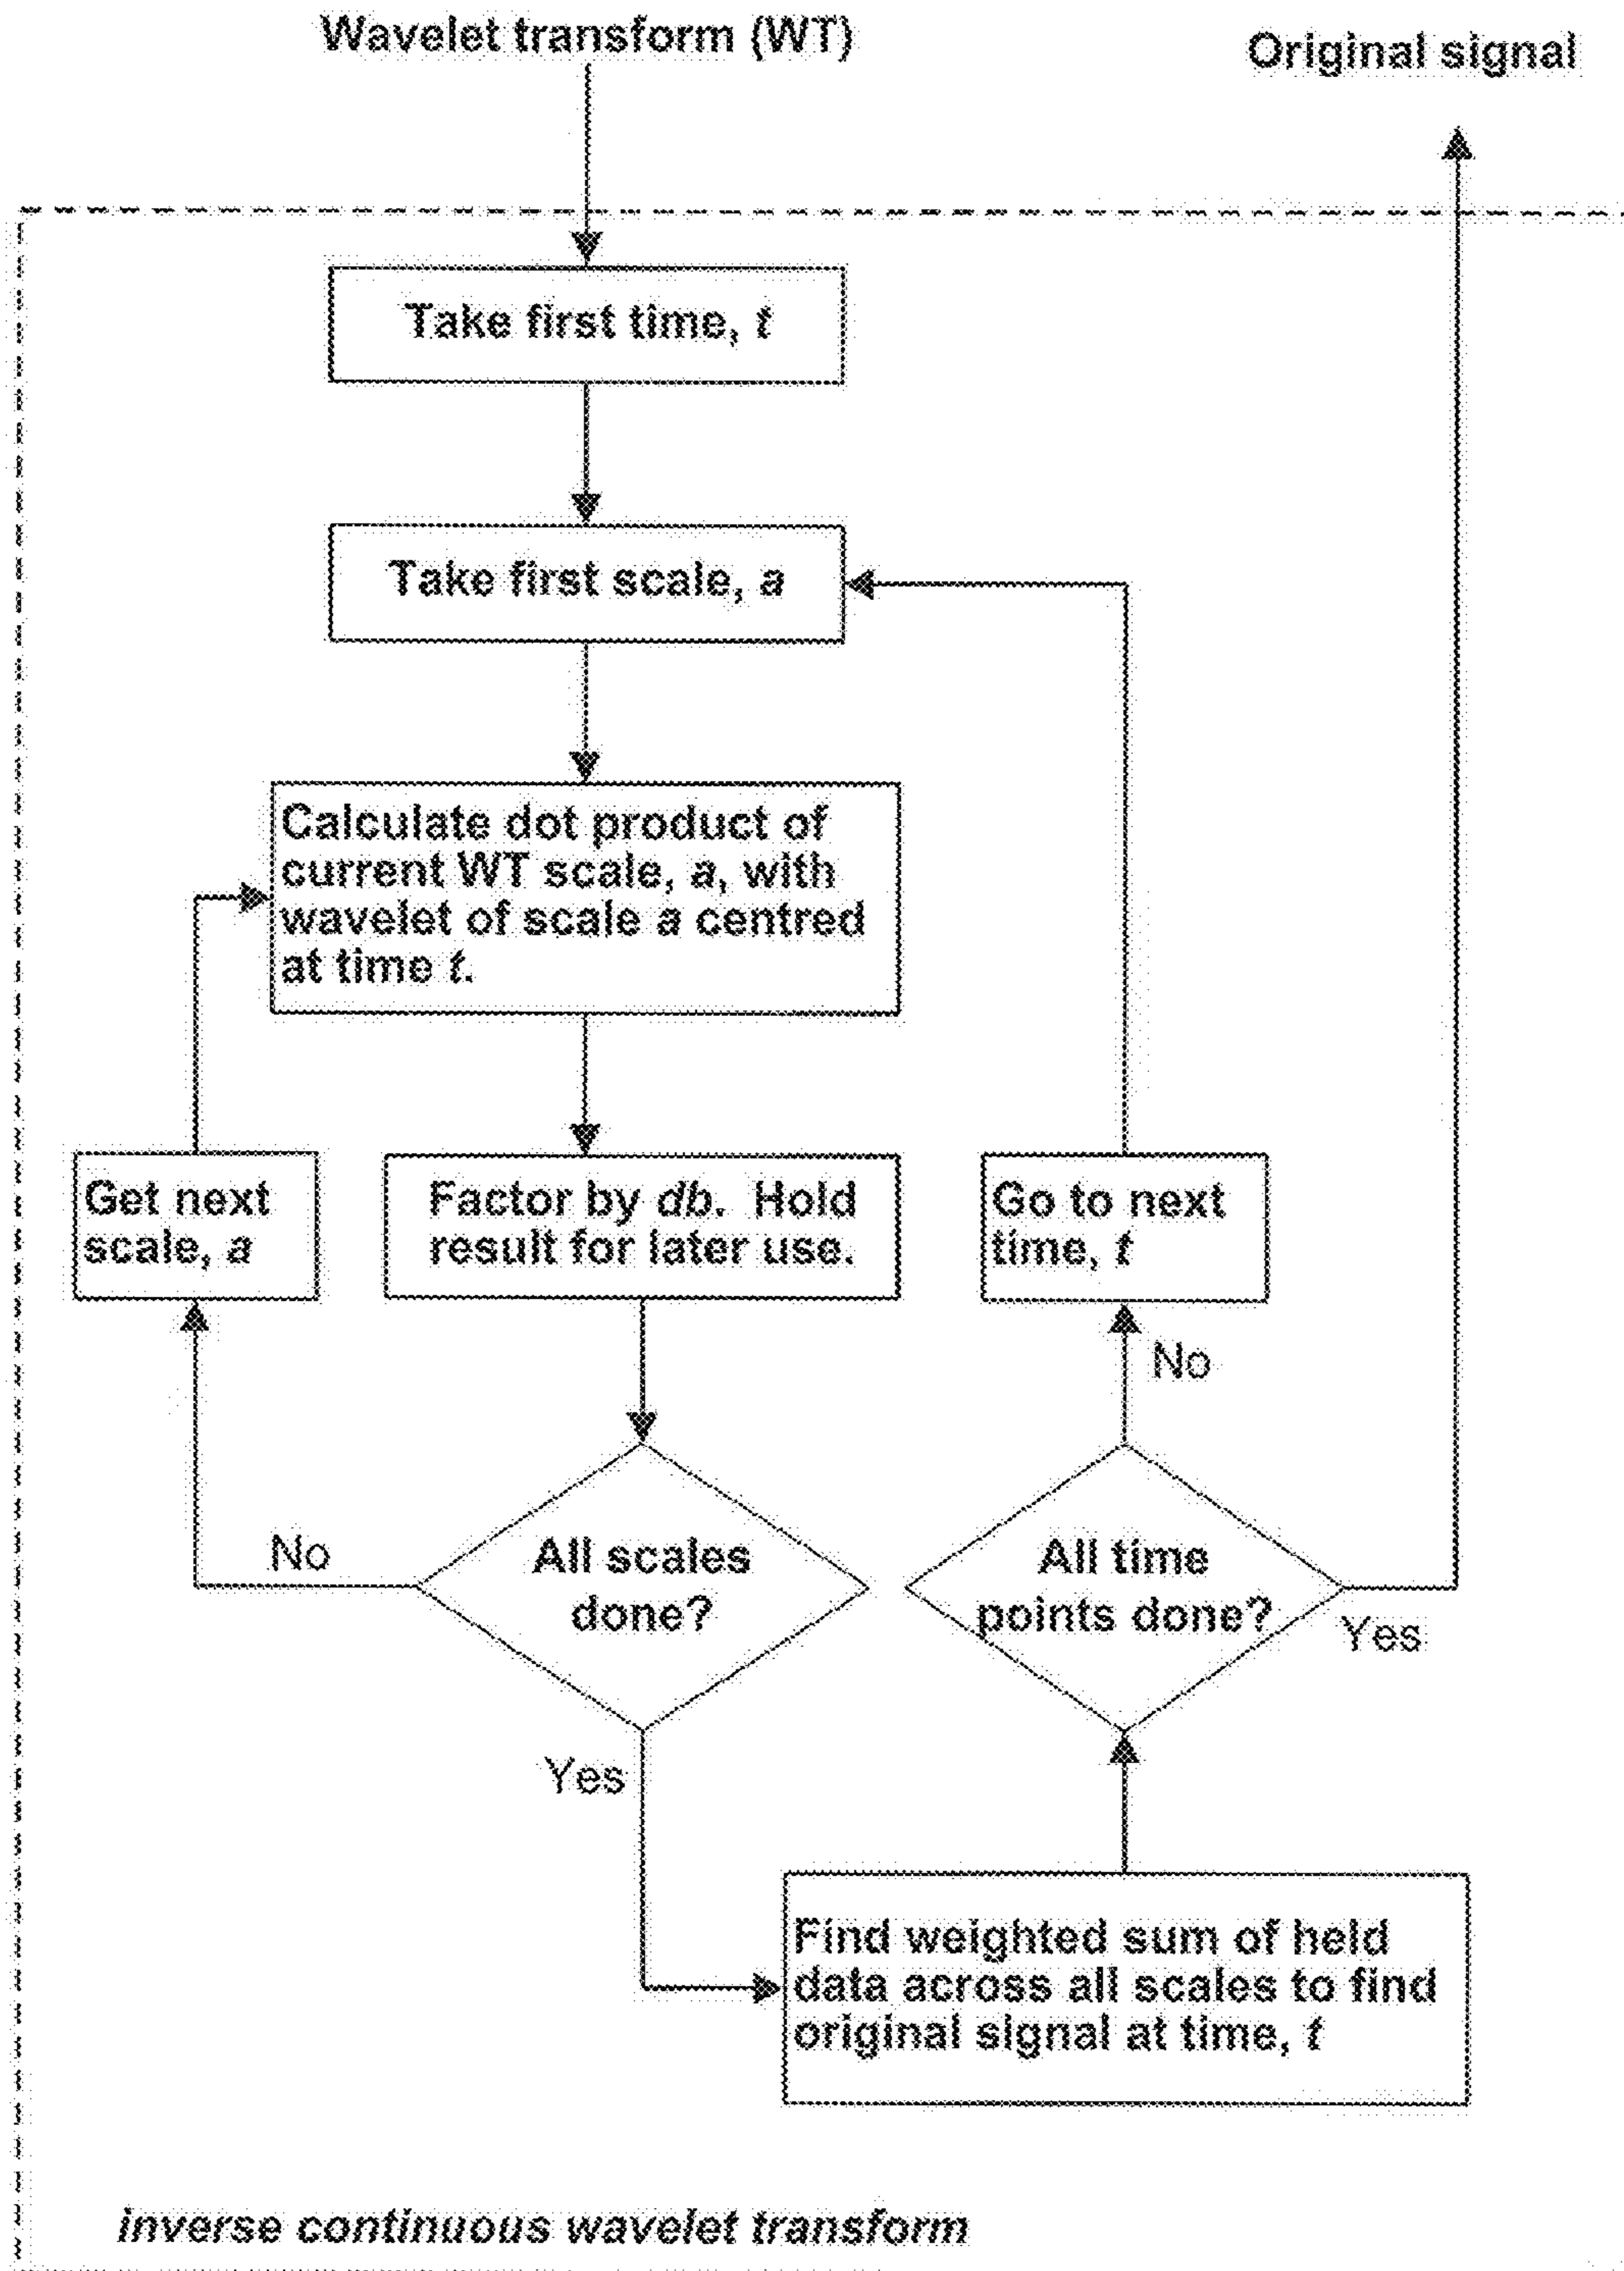 Wavelet transform (WT)
Original signal
Take first time, t
Take first scale, a
Calculate dot product of
current WT scale, a, with
wavelet of scale a centred
at time t.
Get next
scale, a
Factor by db. Hold
result for later use.
Go to next
time, t
No
No
All scales
done?
All time
points done?
Yes
Yes
Find weighted sum of held
data across all scales to find
original signal at time, t
inverse continuous wavelet transform